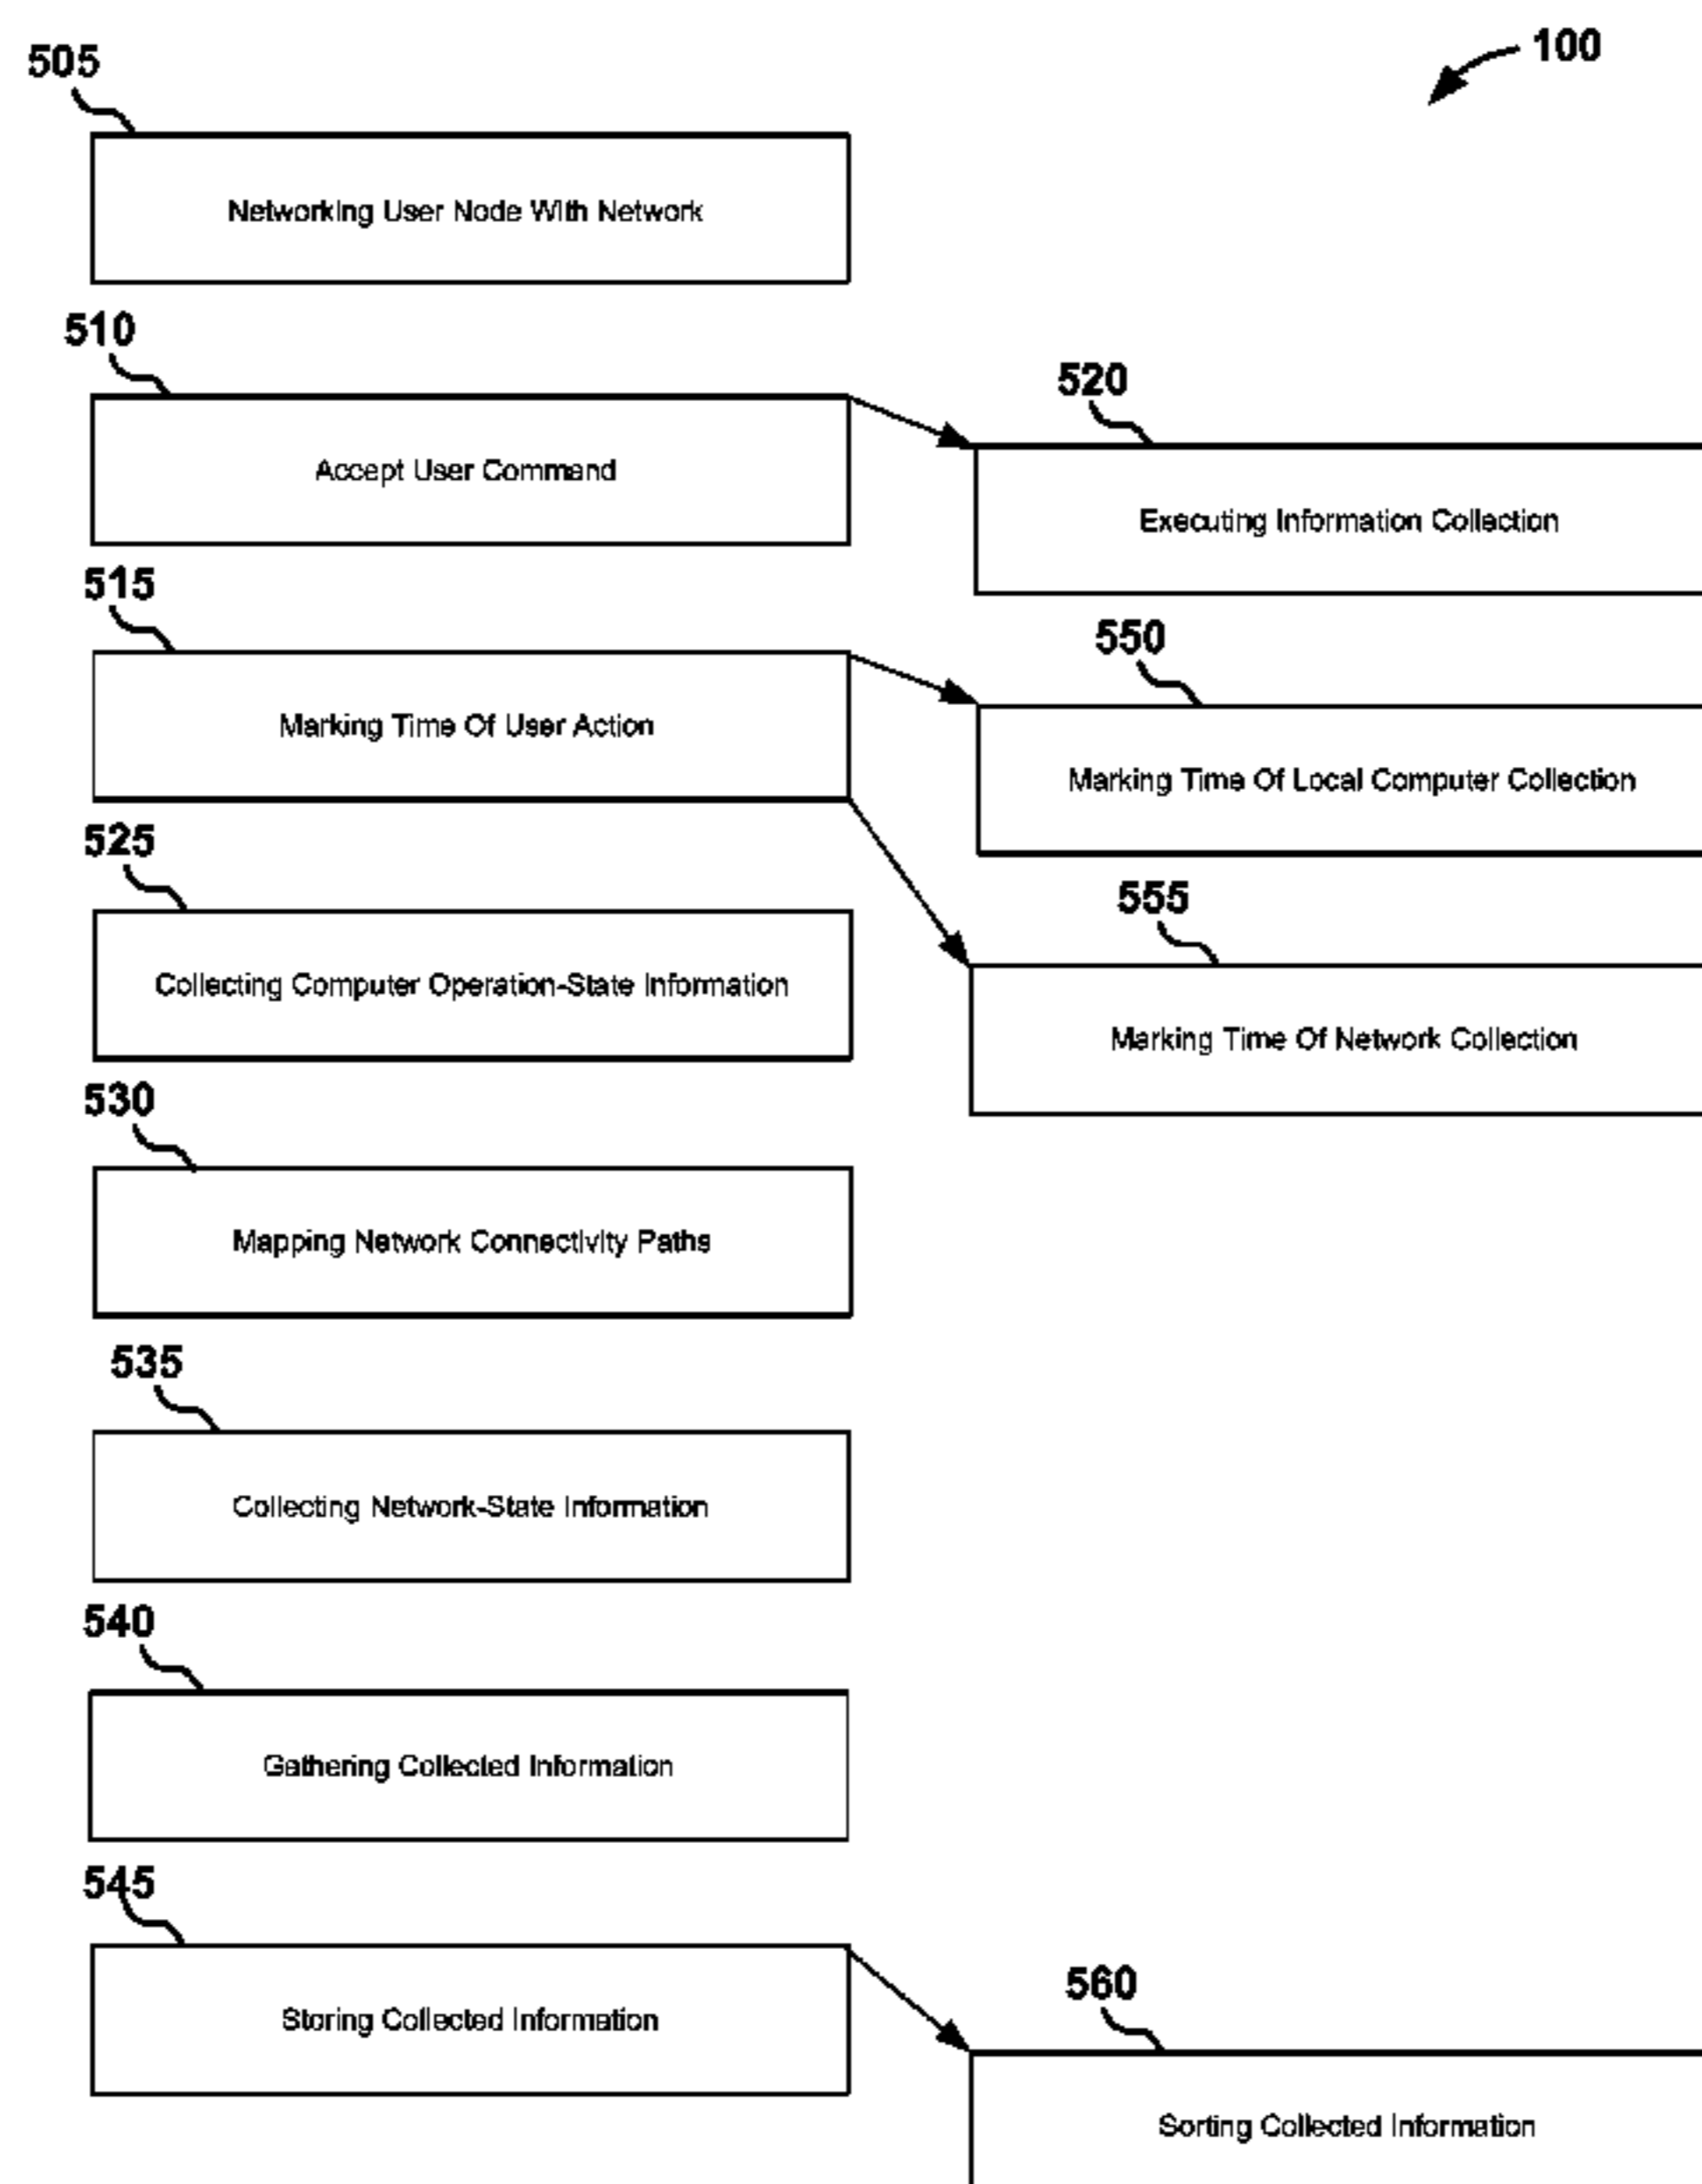 100
505
Networking User Node With Network
510
Accept User Command
520
Executing Information Collection
515
Marking Time Of User Action
550
Marking Time Of Local Computer Collection
525
Collecting Computer Operation-State Information
555
Marking Time Of Network Collection
530
Mapping Network Connectivity Paths
535
Collecting Network-State Information
540
Gathering Collected Information
545
Storing Collected Information
560
Sorting Collected Information